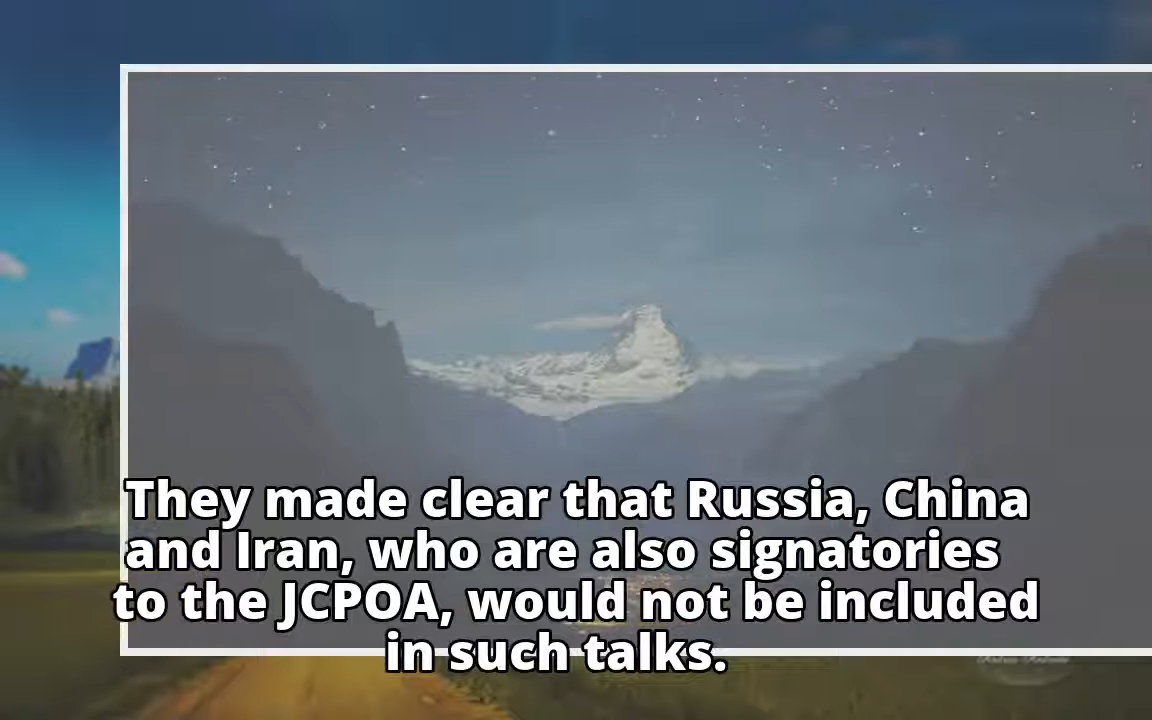 They made clear that Russia, China
and Iran, who are also signatories
to the JCPOA, would not be included
in such talks.